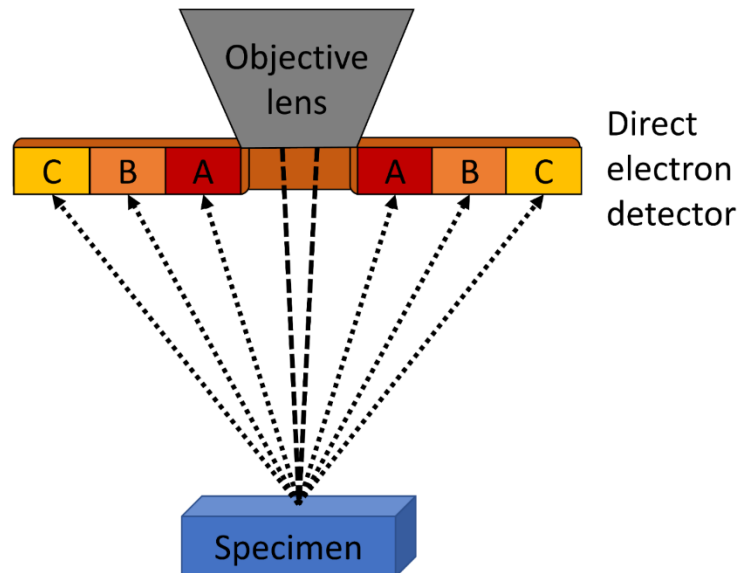 Objective
lens
C B A A B C
Direct
electron
detector
Specimen